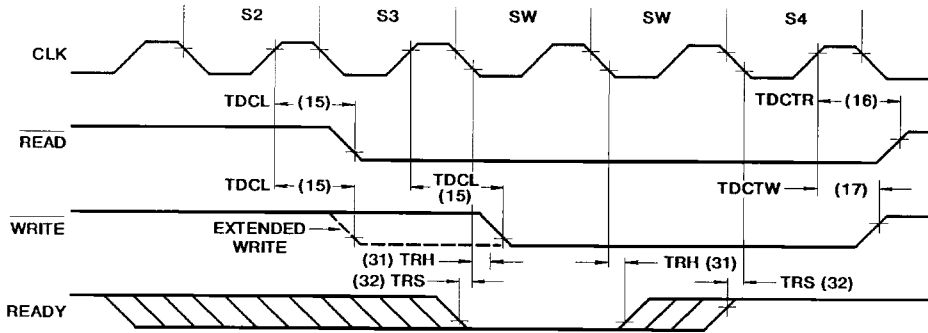 S2 S3 SW SW S4
CLK
TDCL (15) TDCTR (16)
READ
TDCL (15) TDCL (15) TDCTW (17)
WRITE
EXTENDED WRITE
(31) TRH TRH (31)
(32) TRS TRS (32)
READY